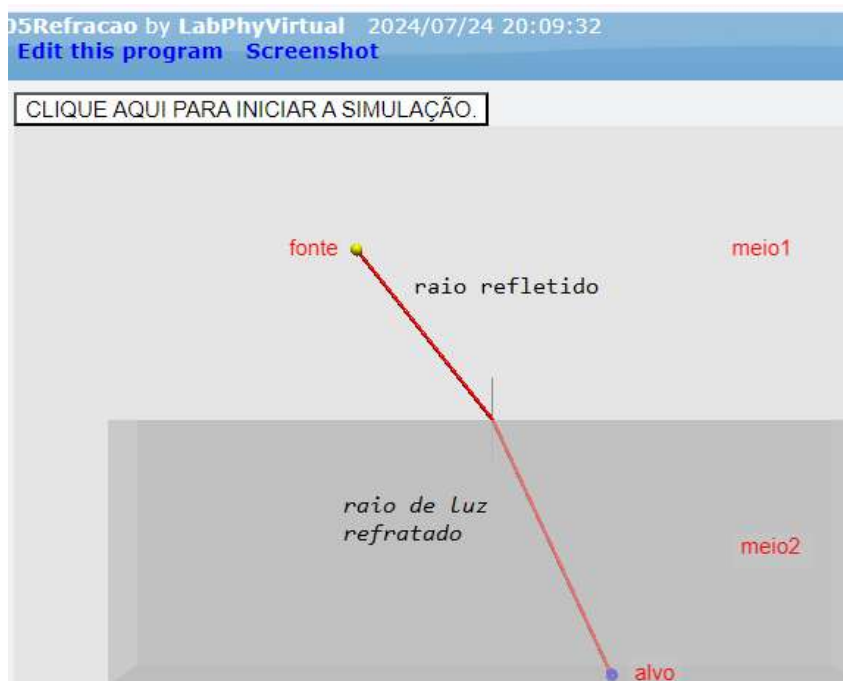 05Refracao by LabPhyVirtual 2024/07/24 20:09:32
Edit this program Screenshot
CLIQUE AQUI PARA INICIAR A SIMULAÇÃO.
fonte
meio1
raio refletido
raio de luz
refratado
meio2
alvo